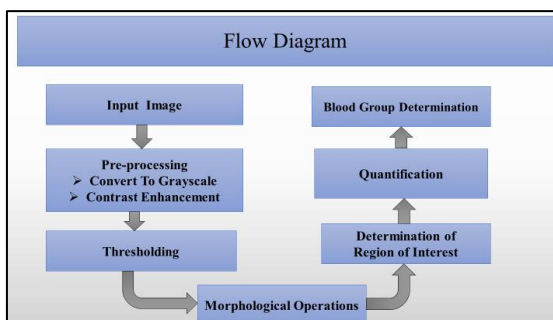 Flow Diagram
Input Image
Pre-processing
➢ Convert To Grayscale
➢ Contrast Enhancement
Thresholding
Morphological Operations
Determination of
Region of Interest
Quantification
Blood Group Determination